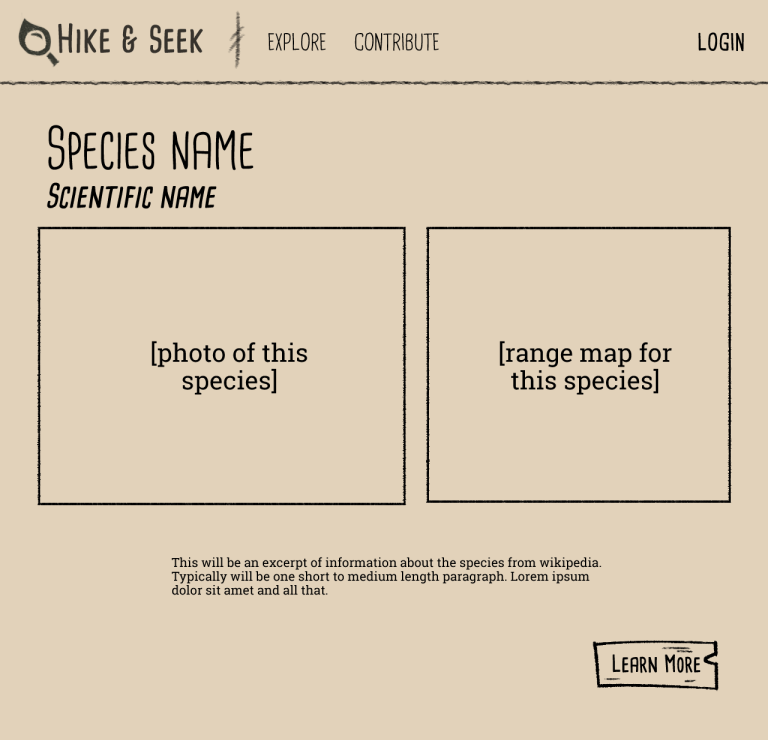 Hike & Seek
Explore
Contribute
Login
Species name
Scientific name
[photo of this
species]
[range map for
this species]
This will be an excerpt of information about the species from wikipedia.
Typically will be one short to medium length paragraph. Lorem ipsum
dolor sit amet and all that.
Learn More